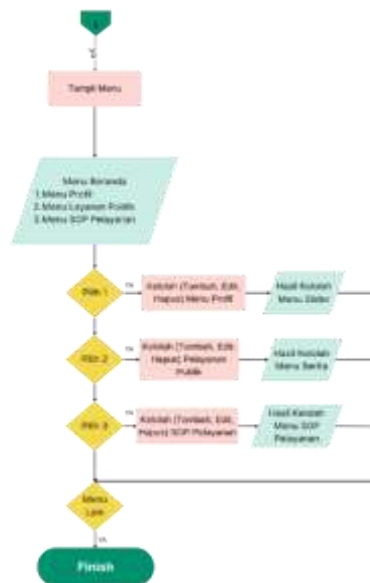 Tampil Menu
Menu Beranda
1.Menu Profil
2.Menu Layanan Publik
3.Menu SOP Pelayanan
Pilih 1
Ya
Kelolah (Tambah, Edit,
Hapus) Menu Profil
Hasil Kelolah
Menu Slider
Pilih 2
Ya
Kelolah (Tambah, Edit,
Hapus) Pelayanan
Publik
Hasil Kelolah
Menu Berita
Pilih 3
Ya
Kelolah (Tambah, Edit,
Hapus) SOP Pelayanan
Hasil Kelolah
Menu SOP
Pelayanan
Menu
Ya
Finish